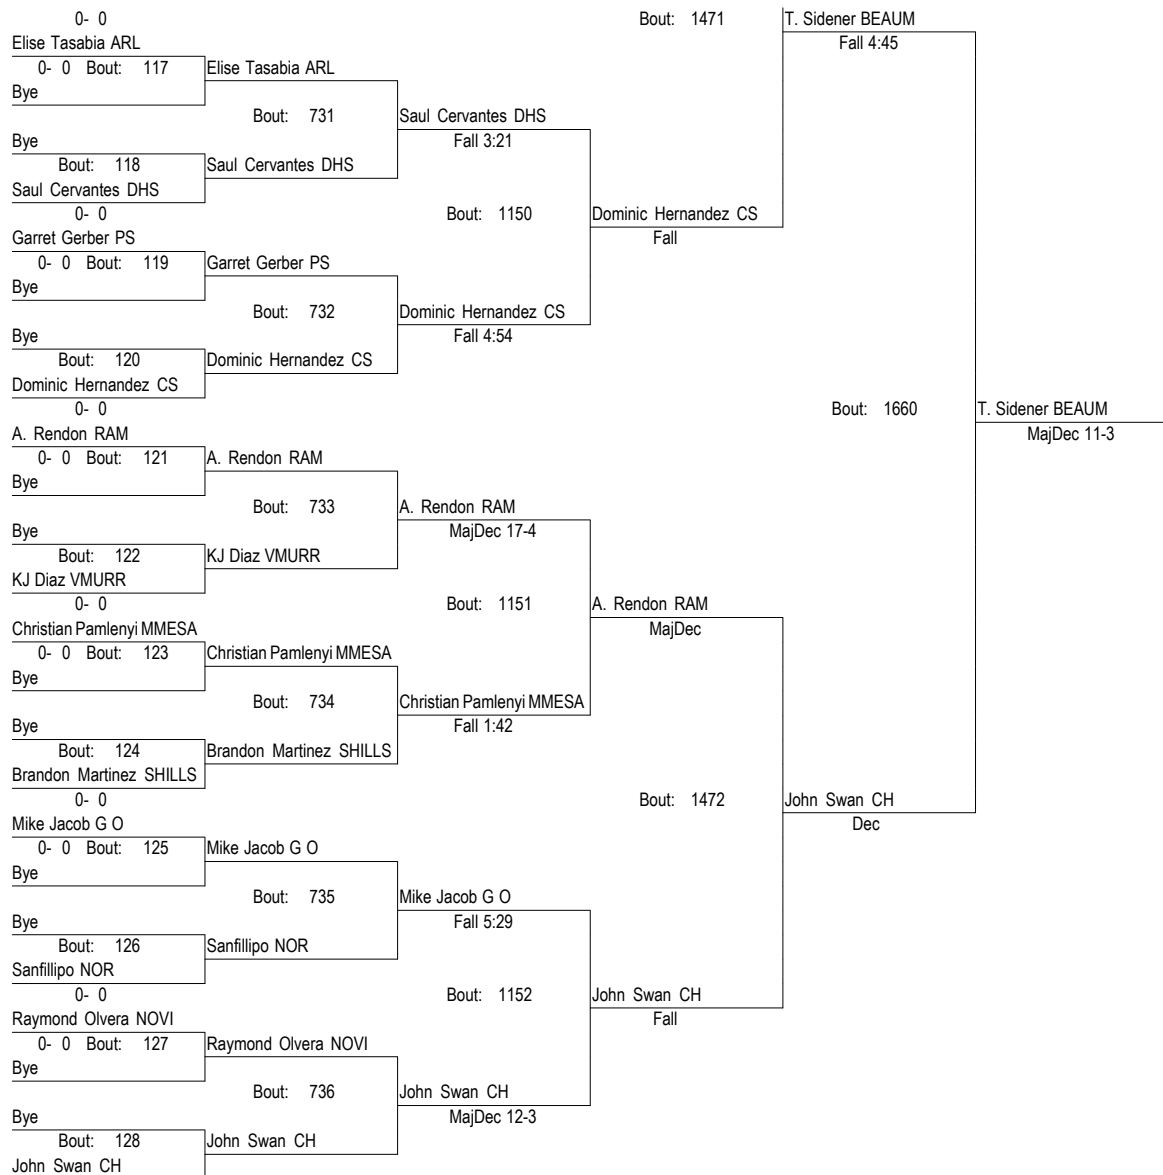 0- 0
Bout: 1471
T. Sidener BEAUM
Elise Tasabia ARL
Fall 4:45
0- 0 Bout: 117
Elise Tasabia ARL
Bye
Bout: 731
Saul Cervantes DHS
Bye
Fall 3:21
Bout: 118
Saul Cervantes DHS
Saul Cervantes DHS
0- 0
Bout: 1150
Dominic Hernandez CS
Garret Gerber PS
Fall
0- 0 Bout: 119
Garret Gerber PS
Bye
Bout: 732
Dominic Hernandez CS
Bye
Fall 4:54
Bout: 120
Dominic Hernandez CS
Dominic Hernandez CS
0- 0
Bout: 1660
T. Sidener BEAUM
A. Rendon RAM
MajDec 11-3
0- 0 Bout: 121
A. Rendon RAM
Bye
Bout: 733
A. Rendon RAM
Bye
MajDec 17-4
Bout: 122
KJ Diaz VMURR
KJ Diaz VMURR
0- 0
Bout: 1151
A. Rendon RAM
Christian Pamlenyi MMESA
MajDec
0- 0 Bout: 123
Christian Pamlenyi MMESA
Bye
Bout: 734
Christian Pamlenyi MMESA
Bye
Fall 1:42
Bout: 124
Brandon Martinez SHILLS
Brandon Martinez SHILLS
0- 0
Bout: 1472
John Swan CH
Mike Jacob G O
Dec
0- 0 Bout: 125
Mike Jacob G O
Bye
Bout: 735
Mike Jacob G O
Bye
Fall 5:29
Bout: 126
Sanfillipo NOR
Sanfillipo NOR
0- 0
Bout: 1152
John Swan CH
Raymond Olvera NOVI
Fall
0- 0 Bout: 127
Raymond Olvera NOVI
Bye
Bout: 736
John Swan CH
Bye
MajDec 12-3
Bout: 128
John Swan CH
John Swan CH